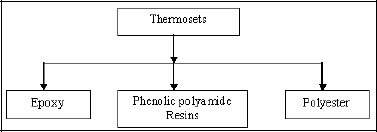 Thermosets
Epoxy
Phenolic polyamide
Resins
Polyester